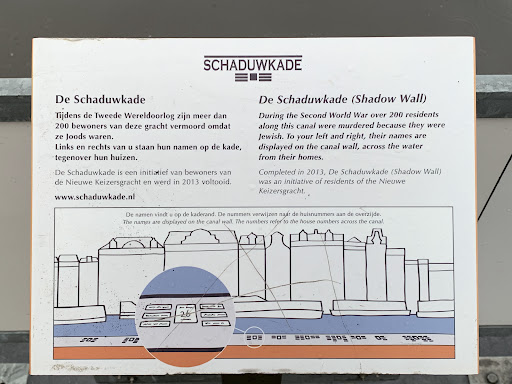 SCHADUWKADE
De Schaduwkade
Tijdens de Tweede Wereldoorlog zijn meer dan
200 bewoners van deze gracht vermoord omdat
ze Joods waren.
Links en rechts van u staan hun namen op de kade,
tegenover hun huizen.
De Schaduwkade is een initiatief van bewoners van
de Nieuwe Keizersgracht en werd in 2013 voltooid.
www.schaduwkade.nl
De Schaduwkade (Shadow Wall)
During the Second World War over 200 residents
along this canal were murdered because they were
Jewish. To your left and right, their names are
displayed on the canal wall, across the water
from their homes.
Completed in 2013, De Schaduwkade (Shadow Wall)
was an initiative of residents of the Nieuwe
Keizersgracht.
De namen vindt u op de kaderand. De nummers verwijzen naar de huisnummers aan de overzijde.
The names are displayed on the canal wall. The numbers refer to the house numbers across the canal.
26